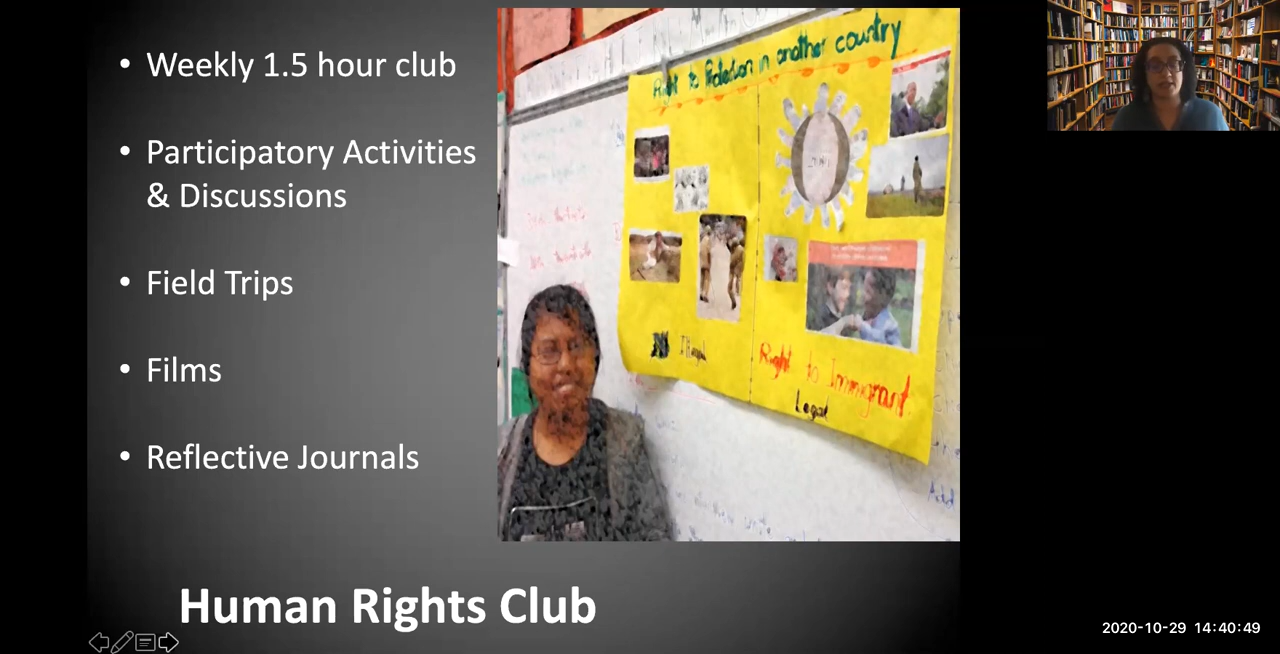 • Weekly 1.5 hour club
• Participatory Activities
& Discussions
• Field Trips
• Films
• Reflective Journals
Human Rights Club
Right to Protection in another country
Illegal
Right to Immigrant
Legal
2020-10-29 14:40:49